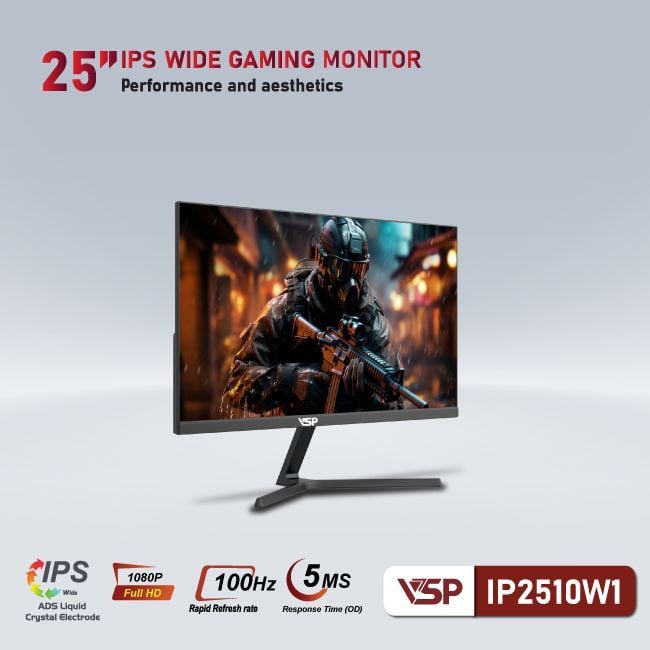 25" IPS WIDE GAMING MONITOR
Performance and aesthetics
VSP
IPS
Wide
ADS Liquid
Crystal Electrode
1080P
Full HD
100Hz
Rapid Refresh rate
5MS
Response Time (OD)
VSP IP2510W1